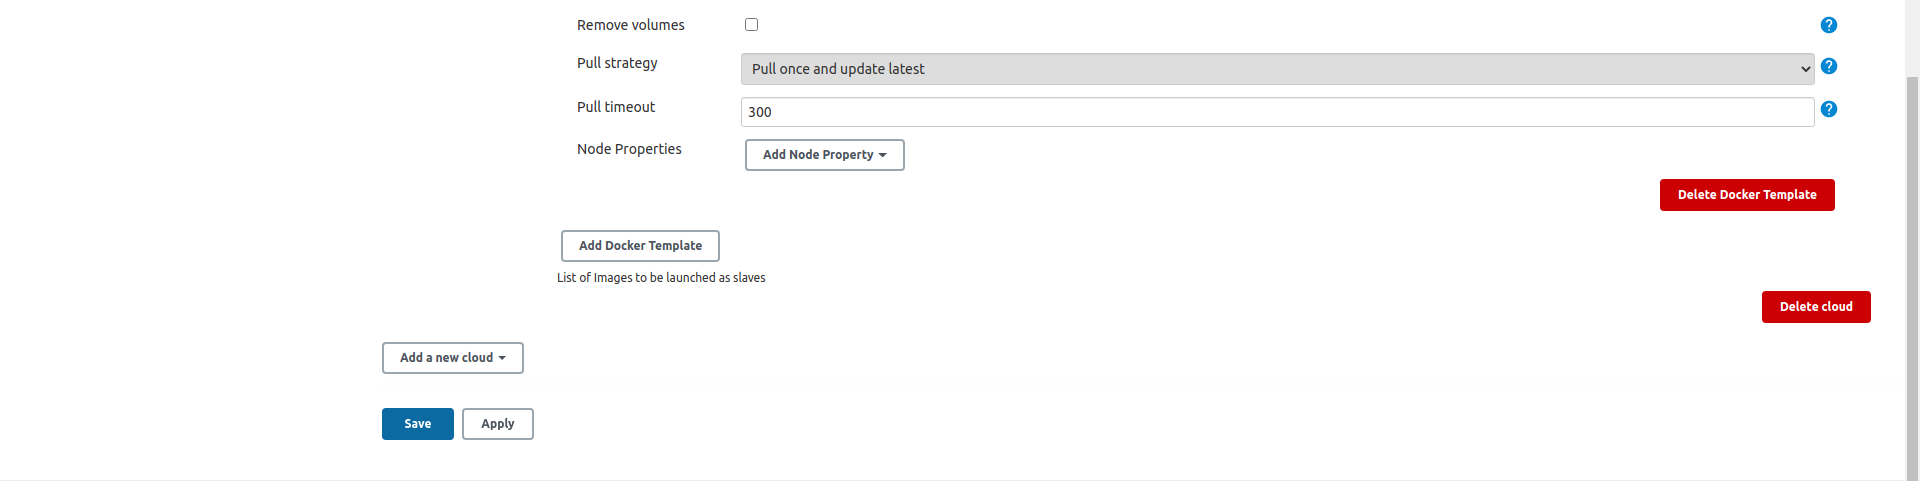 Remove volumes
?
Pull strategy
Pull once and update latest
?
Pull timeout
300
?
Node Properties
Add Node Property
Delete Docker Template
Add Docker Template
List of Images to be launched as slaves
Delete cloud
Add a new cloud
Save
Apply